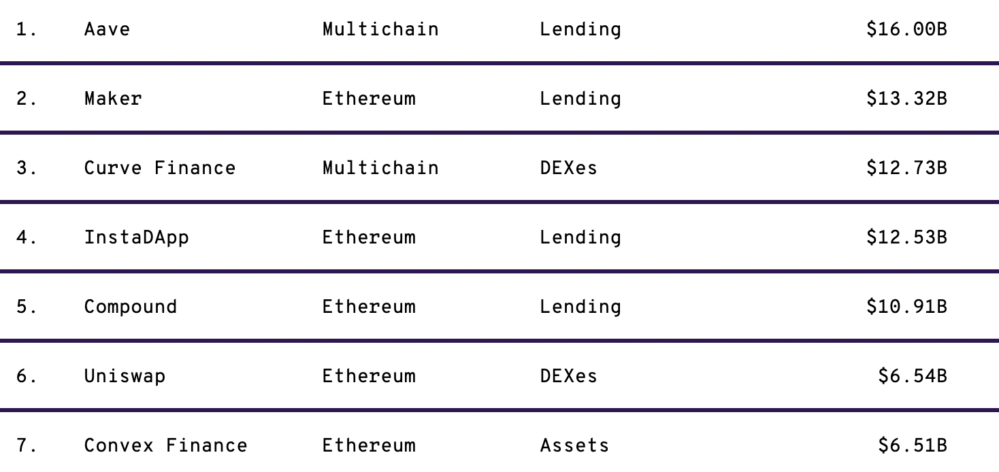 1. Aave Multichain Lending $16.00B
2. Maker Ethereum Lending $13.32B
3. Curve Finance Multichain DEXes $12.73B
4. InstaDApp Ethereum Lending $12.53B
5. Compound Ethereum Lending $10.91B
6. Uniswap Ethereum DEXes $6.54B
7. Convex Finance Ethereum Assets $6.51B